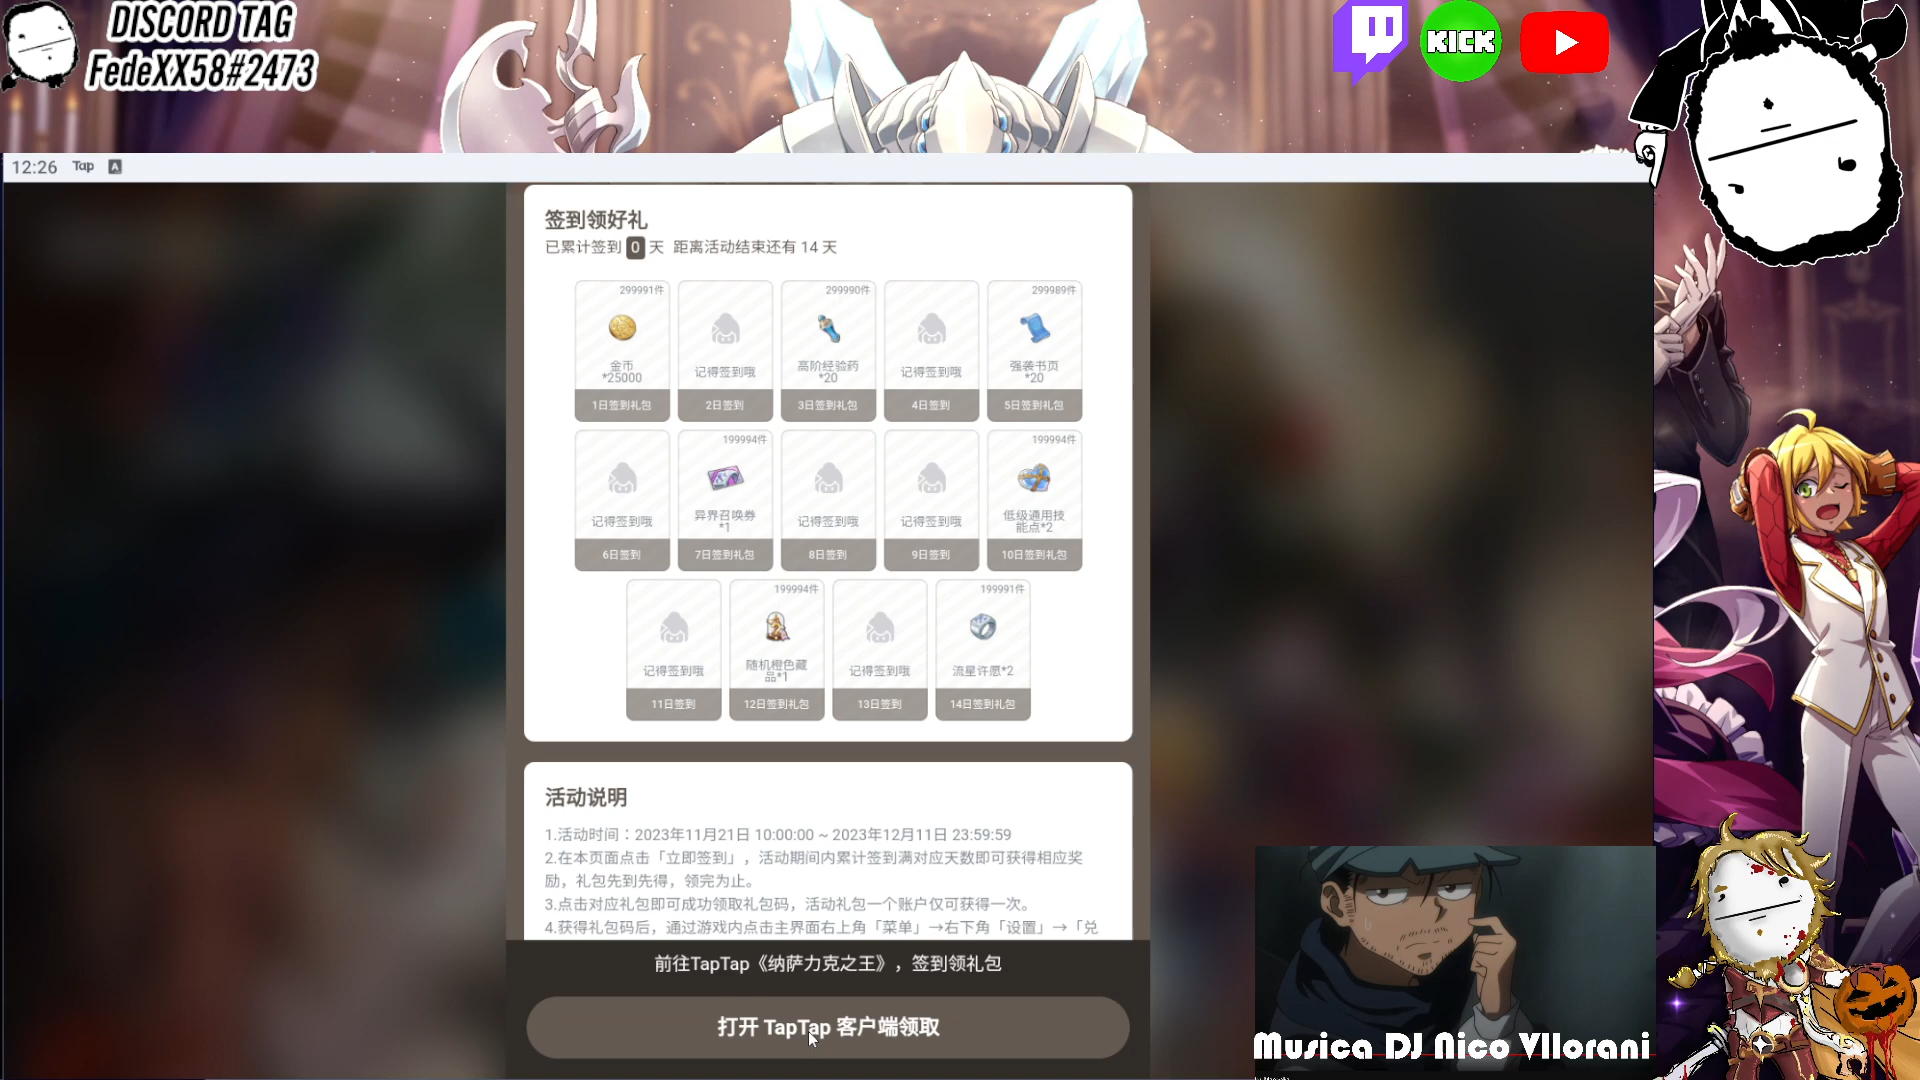 DISCORD TAG
FedeXX58#2473
KICK
12:26 Tap A
签到领好礼
已累计签到 0 天 距离活动结束还有 14 天
299991件
金币
*25000
1日签到礼包
记得签到哦
2日签到
299990件
高阶经验药
*20
3日签到礼包
记得签到哦
4日签到
299989件
强袭书页
*20
5日签到礼包
记得签到哦
6日签到
199994件
异界召唤券
*1
7日签到礼包
记得签到哦
8日签到
记得签到哦
9日签到
199994件
低级通用技
能点*2
10日签到礼包
记得签到哦
11日签到
199994件
随机橙色藏
品*1
12日签到礼包
记得签到哦
13日签到
199991件
流星许愿*2
14日签到礼包
活动说明
1.活动时间：2023年11月21日 10:00:00 ~ 2023年12月11日 23:59:59
2.在本页面点击「立即签到」，活动期间内累计签到满对应天数即可获得相应奖
励，礼包先到先得，领完为止。
3.点击对应礼包即可成功领取礼包码，活动礼包一个账户仅可获得一次。
4.获得礼包码后，通过游戏内点击主界面右上角「菜单」→右下角「设置」→「兑
前往TapTap《纳萨力克之王》，签到领礼包
打开 TapTap 客户端领取
Musica DJ Nico Vllorani